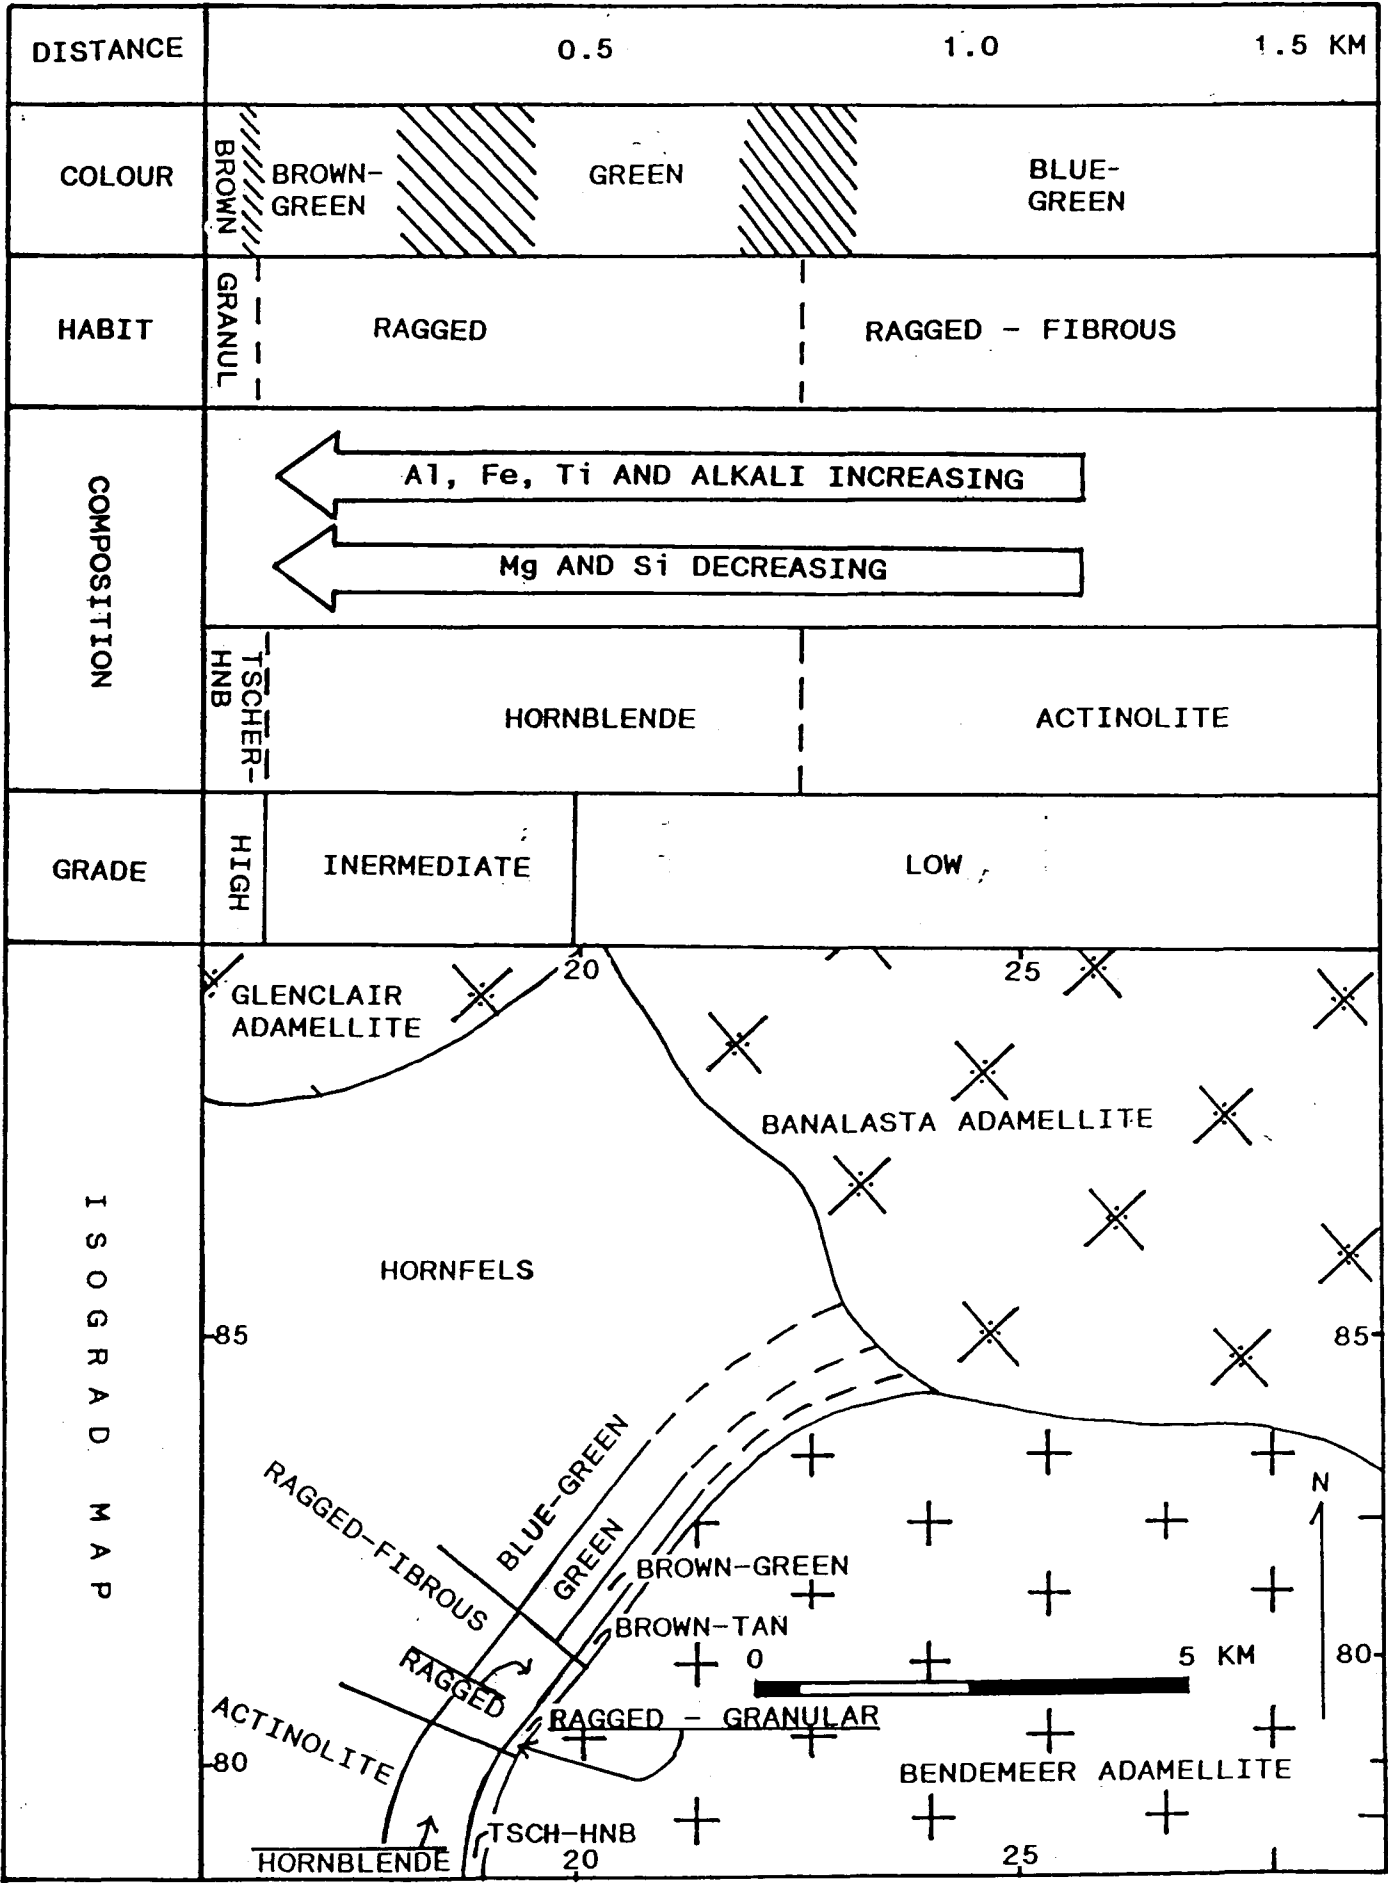 DISTANCE 0.5 1.0 1.5 KM
COLOUR
BROWN
BROWN-
GREEN
GREEN
BLUE-
GREEN
HABIT
GRANUL
RAGGED
RAGGED - FIBROUS
COMPOSITION
Al, Fe, Ti AND ALKALI INCREASING
Mg AND Si DECREASING
TSCHER-
HNB
HORNBLENDE
ACTINOLITE
GRADE
HIGH
INERMEDIATE
LOW
ISOGRAD MAP
20
25
GLENCLAIR
ADAMELLITE
BANALASTA ADAMELLITE
HORNFELS
85
85
BLUE-GREEN
RAGGED-FIBROUS
GREEN
N
BROWN-GREEN
BROWN-TAN
0 5 KM
80
RAGGED
RAGGED - GRANULAR
ACTINOLITE
80
BENDEMEER ADAMELLITE
TSCH-HNB
HORNBLENDE
20
25